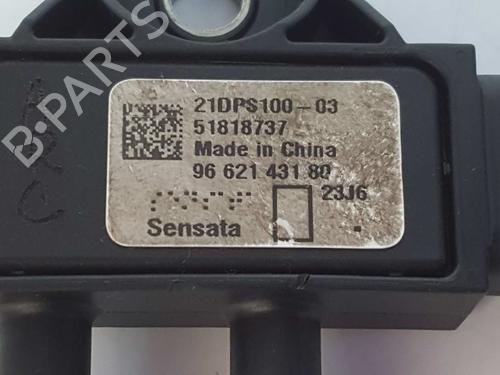 B-PARTS
21DPS100-03
51818737
Made in China
96 621 431 80
23J6
Sensata